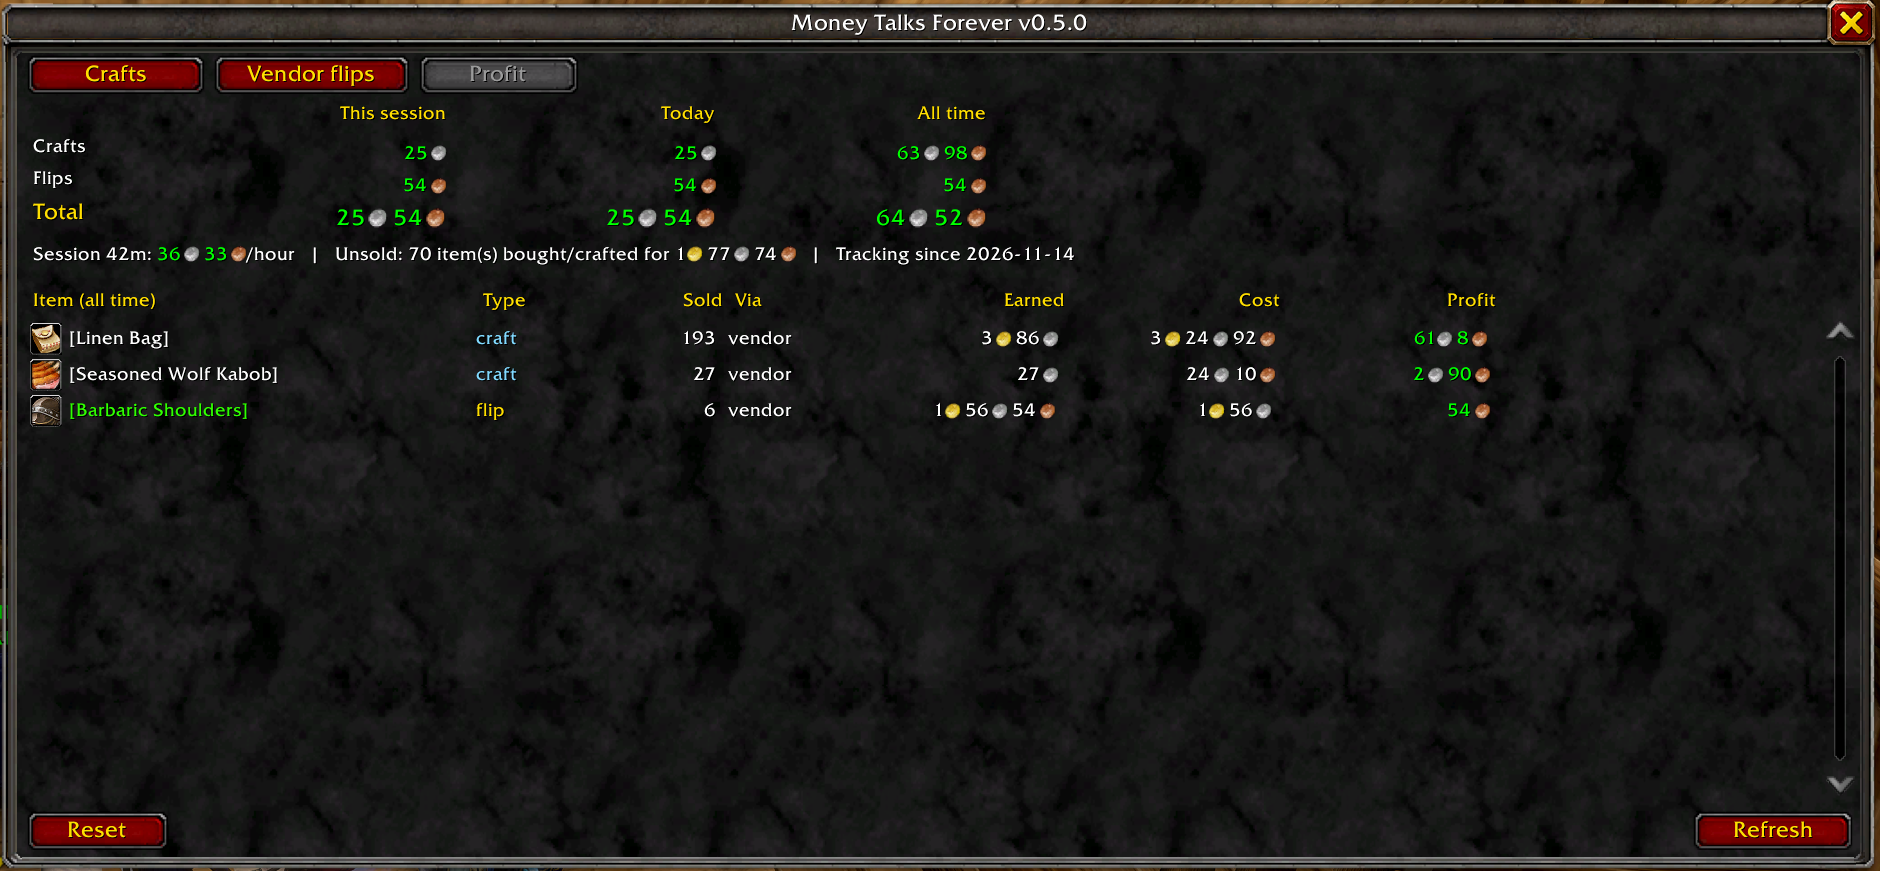 Money Talks Forever v0.5.0
Crafts Vendor flips Profit
This session Today All time
Crafts 25 25 63 98
Flips 54 54 54
Total 25 54 25 54 64 52
Session 42m: 36 33 /hour | Unsold: 70 item(s) bought/crafted for 1 77 74 | Tracking since 2026-11-14
Item (all time) Type Sold Via Earned Cost Profit
[Linen Bag] craft 193 vendor 3 86 3 24 92 61 8
[Seasoned Wolf Kabob] craft 27 vendor 27 24 10 2 90
[Barbaric Shoulders] flip 6 vendor 1 56 54 1 56 54
Reset Refresh